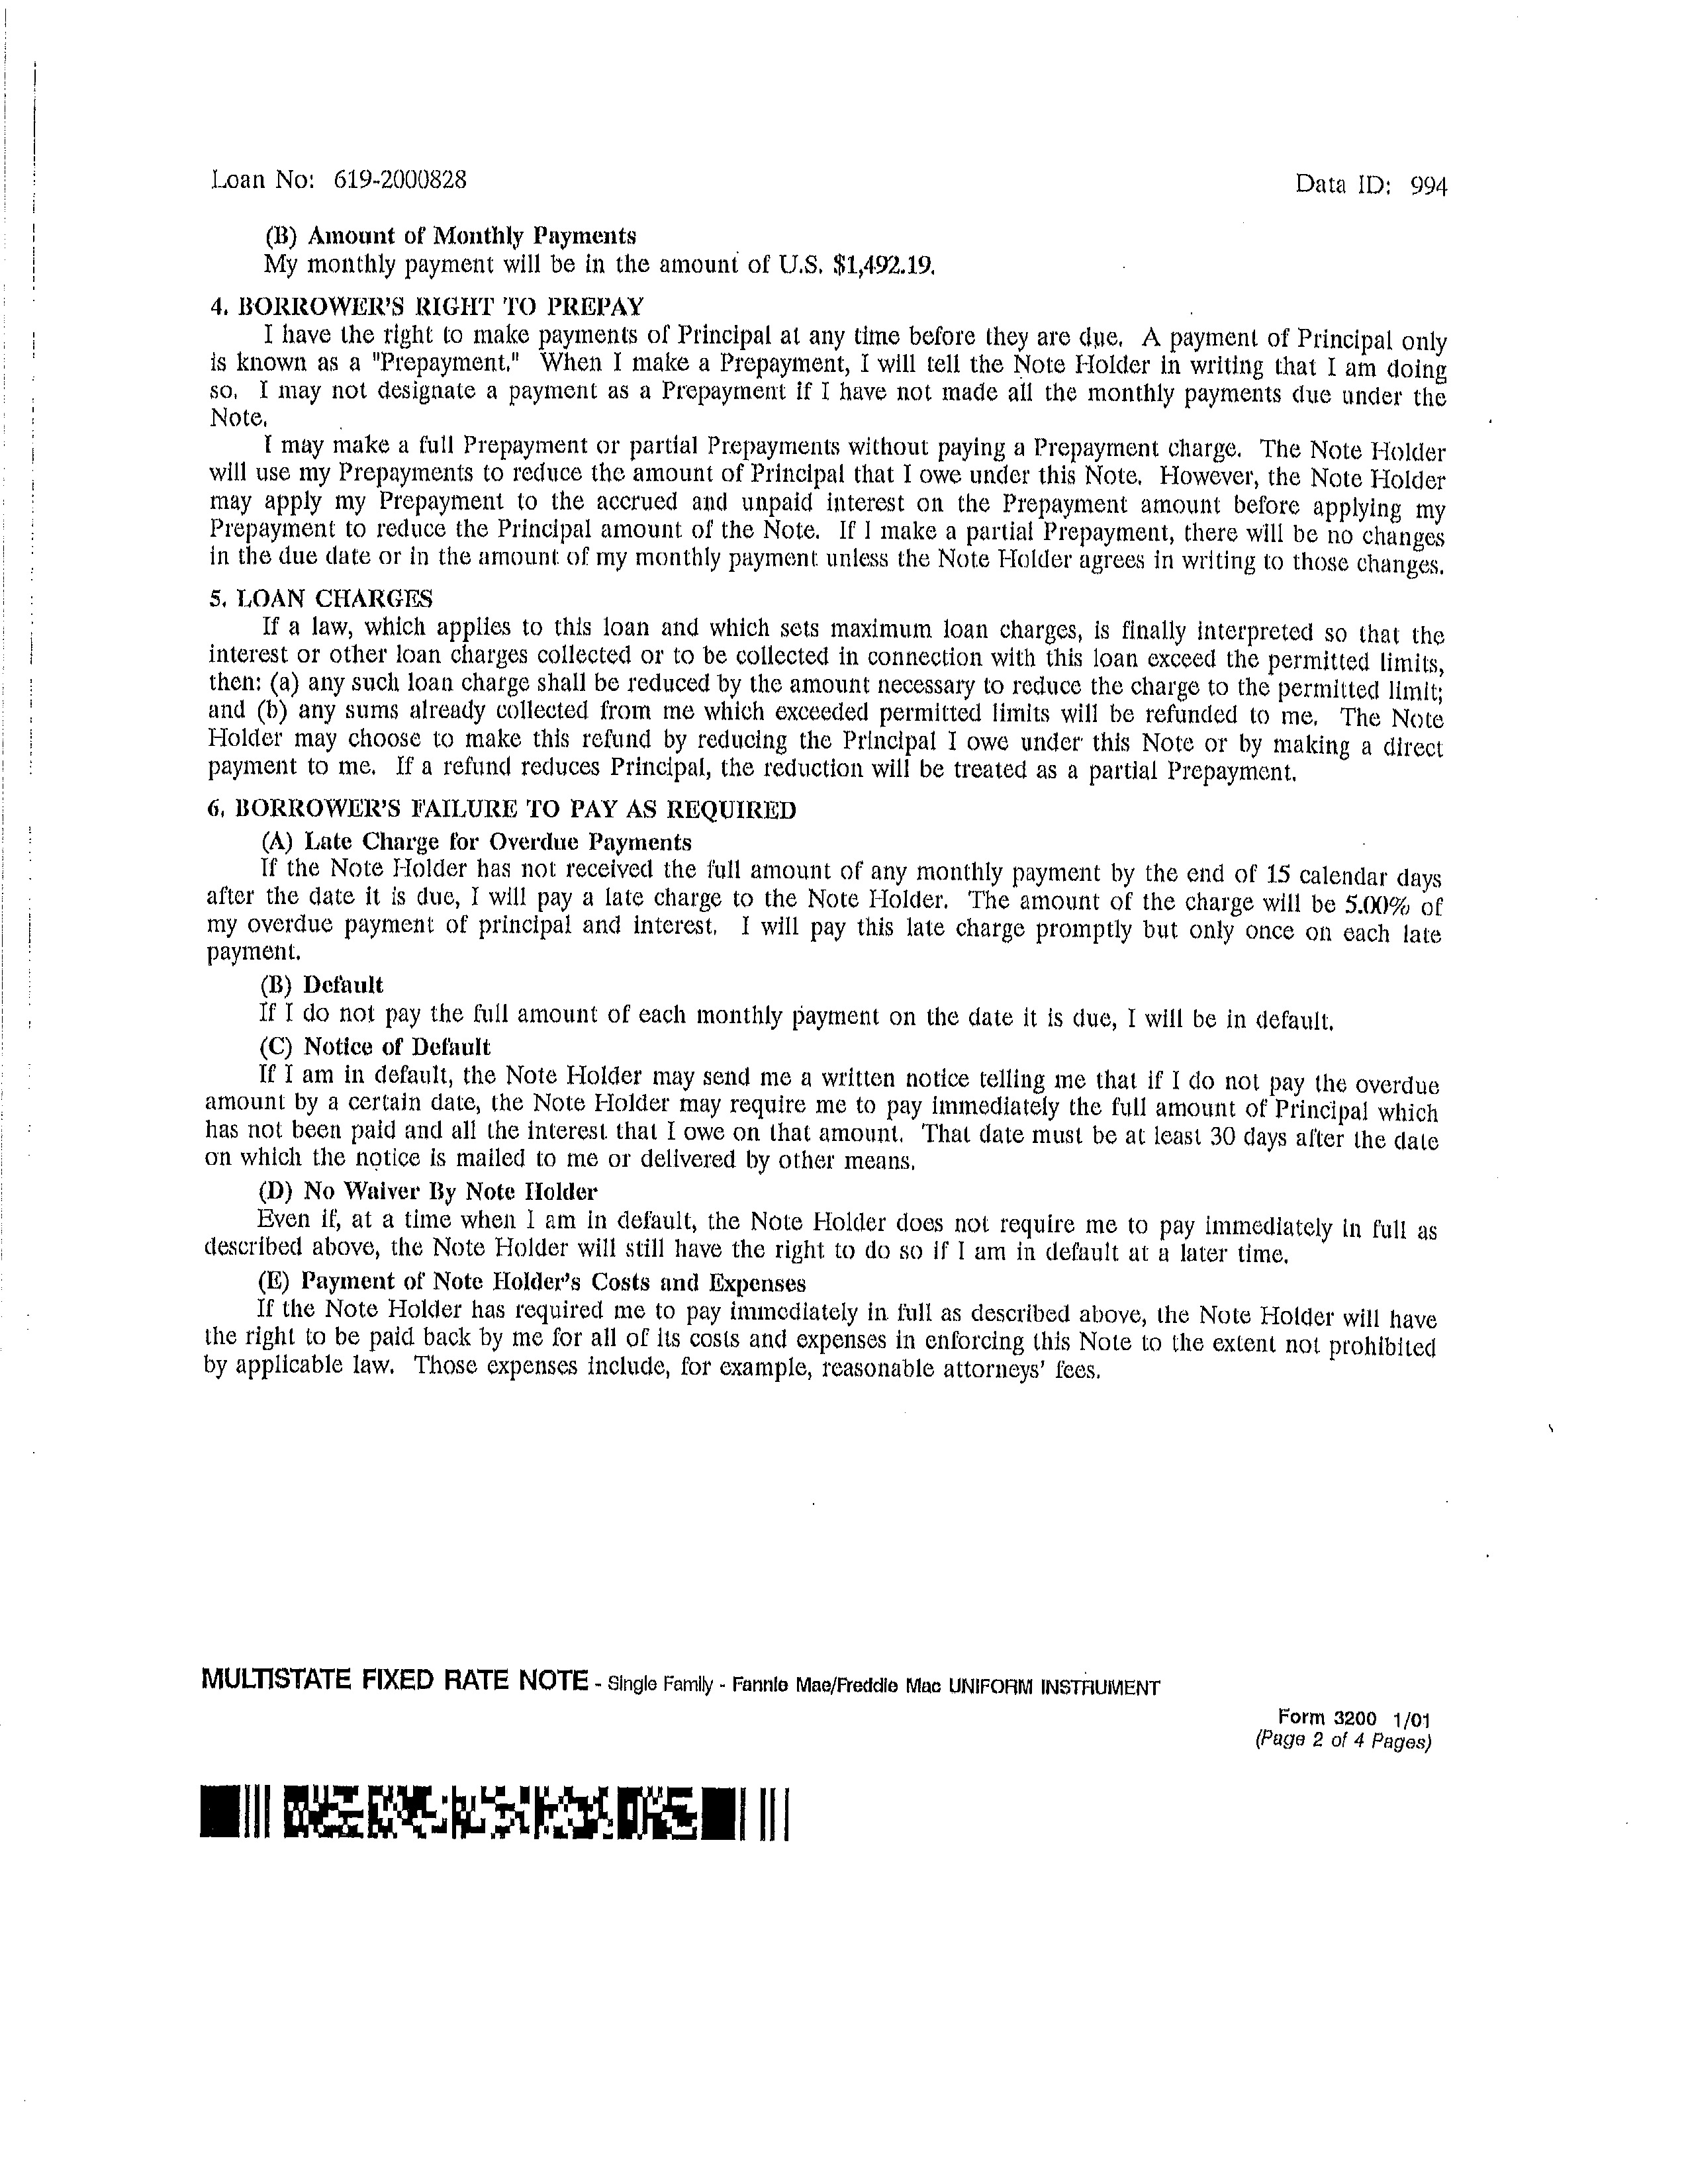 Loan No: 619-2000828
Data ID: 994
(B) Amount of Monthly Payments
My monthly payment will be in the amount of U.S. $1,492.19.
4. BORROWER'S RIGHT TO PREPAY
I have the right to make payments of Principal at any time before they are due. A payment of Principal only
is known as a "Prepayment." When I make a Prepayment, I will tell the Note Holder in writing that I am doing
so. I may not designate a payment as a Prepayment if I have not made all the monthly payments due under the
Note.
I may make a full Prepayment or partial Prepayments without paying a Prepayment charge. The Note Holder
will use my Prepayments to reduce the amount of Principal that I owe under this Note. However, the Note Holder
may apply my Prepayment to the accrued and unpaid interest on the Prepayment amount before applying my
Prepayment to reduce the Principal amount of the Note. If I make a partial Prepayment, there will be no changes
in the due date or in the amount of my monthly payment unless the Note Holder agrees in writing to those changes.
5. LOAN CHARGES
If a law, which applies to this loan and which sets maximum loan charges, is finally interpreted so that the
interest or other loan charges collected or to be collected in connection with this loan exceed the permitted limits,
then: (a) any such loan charge shall be reduced by the amount necessary to reduce the charge to the permitted limit;
and (b) any sums already collected from me which exceeded permitted limits will be refunded to me. The Note
Holder may choose to make this refund by reducing the Principal I owe under this Note or by making a direct
payment to me. If a refund reduces Principal, the reduction will be treated as a partial Prepayment.
6. BORROWER'S FAILURE TO PAY AS REQUIRED
(A) Late Charge for Overdue Payments
If the Note Holder has not received the full amount of any monthly payment by the end of 15 calendar days
after the date it is due, I will pay a late charge to the Note Holder. The amount of the charge will be 5.00% of
my overdue payment of principal and interest. I will pay this late charge promptly but only once on each late
payment.
(B) Default
If I do not pay the full amount of each monthly payment on the date it is due, I will be in default.
(C) Notice of Default
If I am in default, the Note Holder may send me a written notice telling me that if I do not pay the overdue
amount by a certain date, the Note Holder may require me to pay immediately the full amount of Principal which
has not been paid and all the interest that I owe on that amount. That date must be at least 30 days after the date
on which the notice is mailed to me or delivered by other means.
(D) No Waiver By Note Holder
Even if, at a time when I am in default, the Note Holder does not require me to pay immediately in full as
described above, the Note Holder will still have the right to do so if I am in default at a later time.
(E) Payment of Note Holder's Costs and Expenses
If the Note Holder has required me to pay immediately in full as described above, the Note Holder will have
the right to be paid back by me for all of its costs and expenses in enforcing this Note to the extent not prohibited
by applicable law. Those expenses include, for example, reasonable attorneys' fees.
MULTISTATE FIXED RATE NOTE - Single Family - Fannie Mae/Freddie Mac UNIFORM INSTRUMENT
Form 3200 1/01
(Page 2 of 4 Pages)